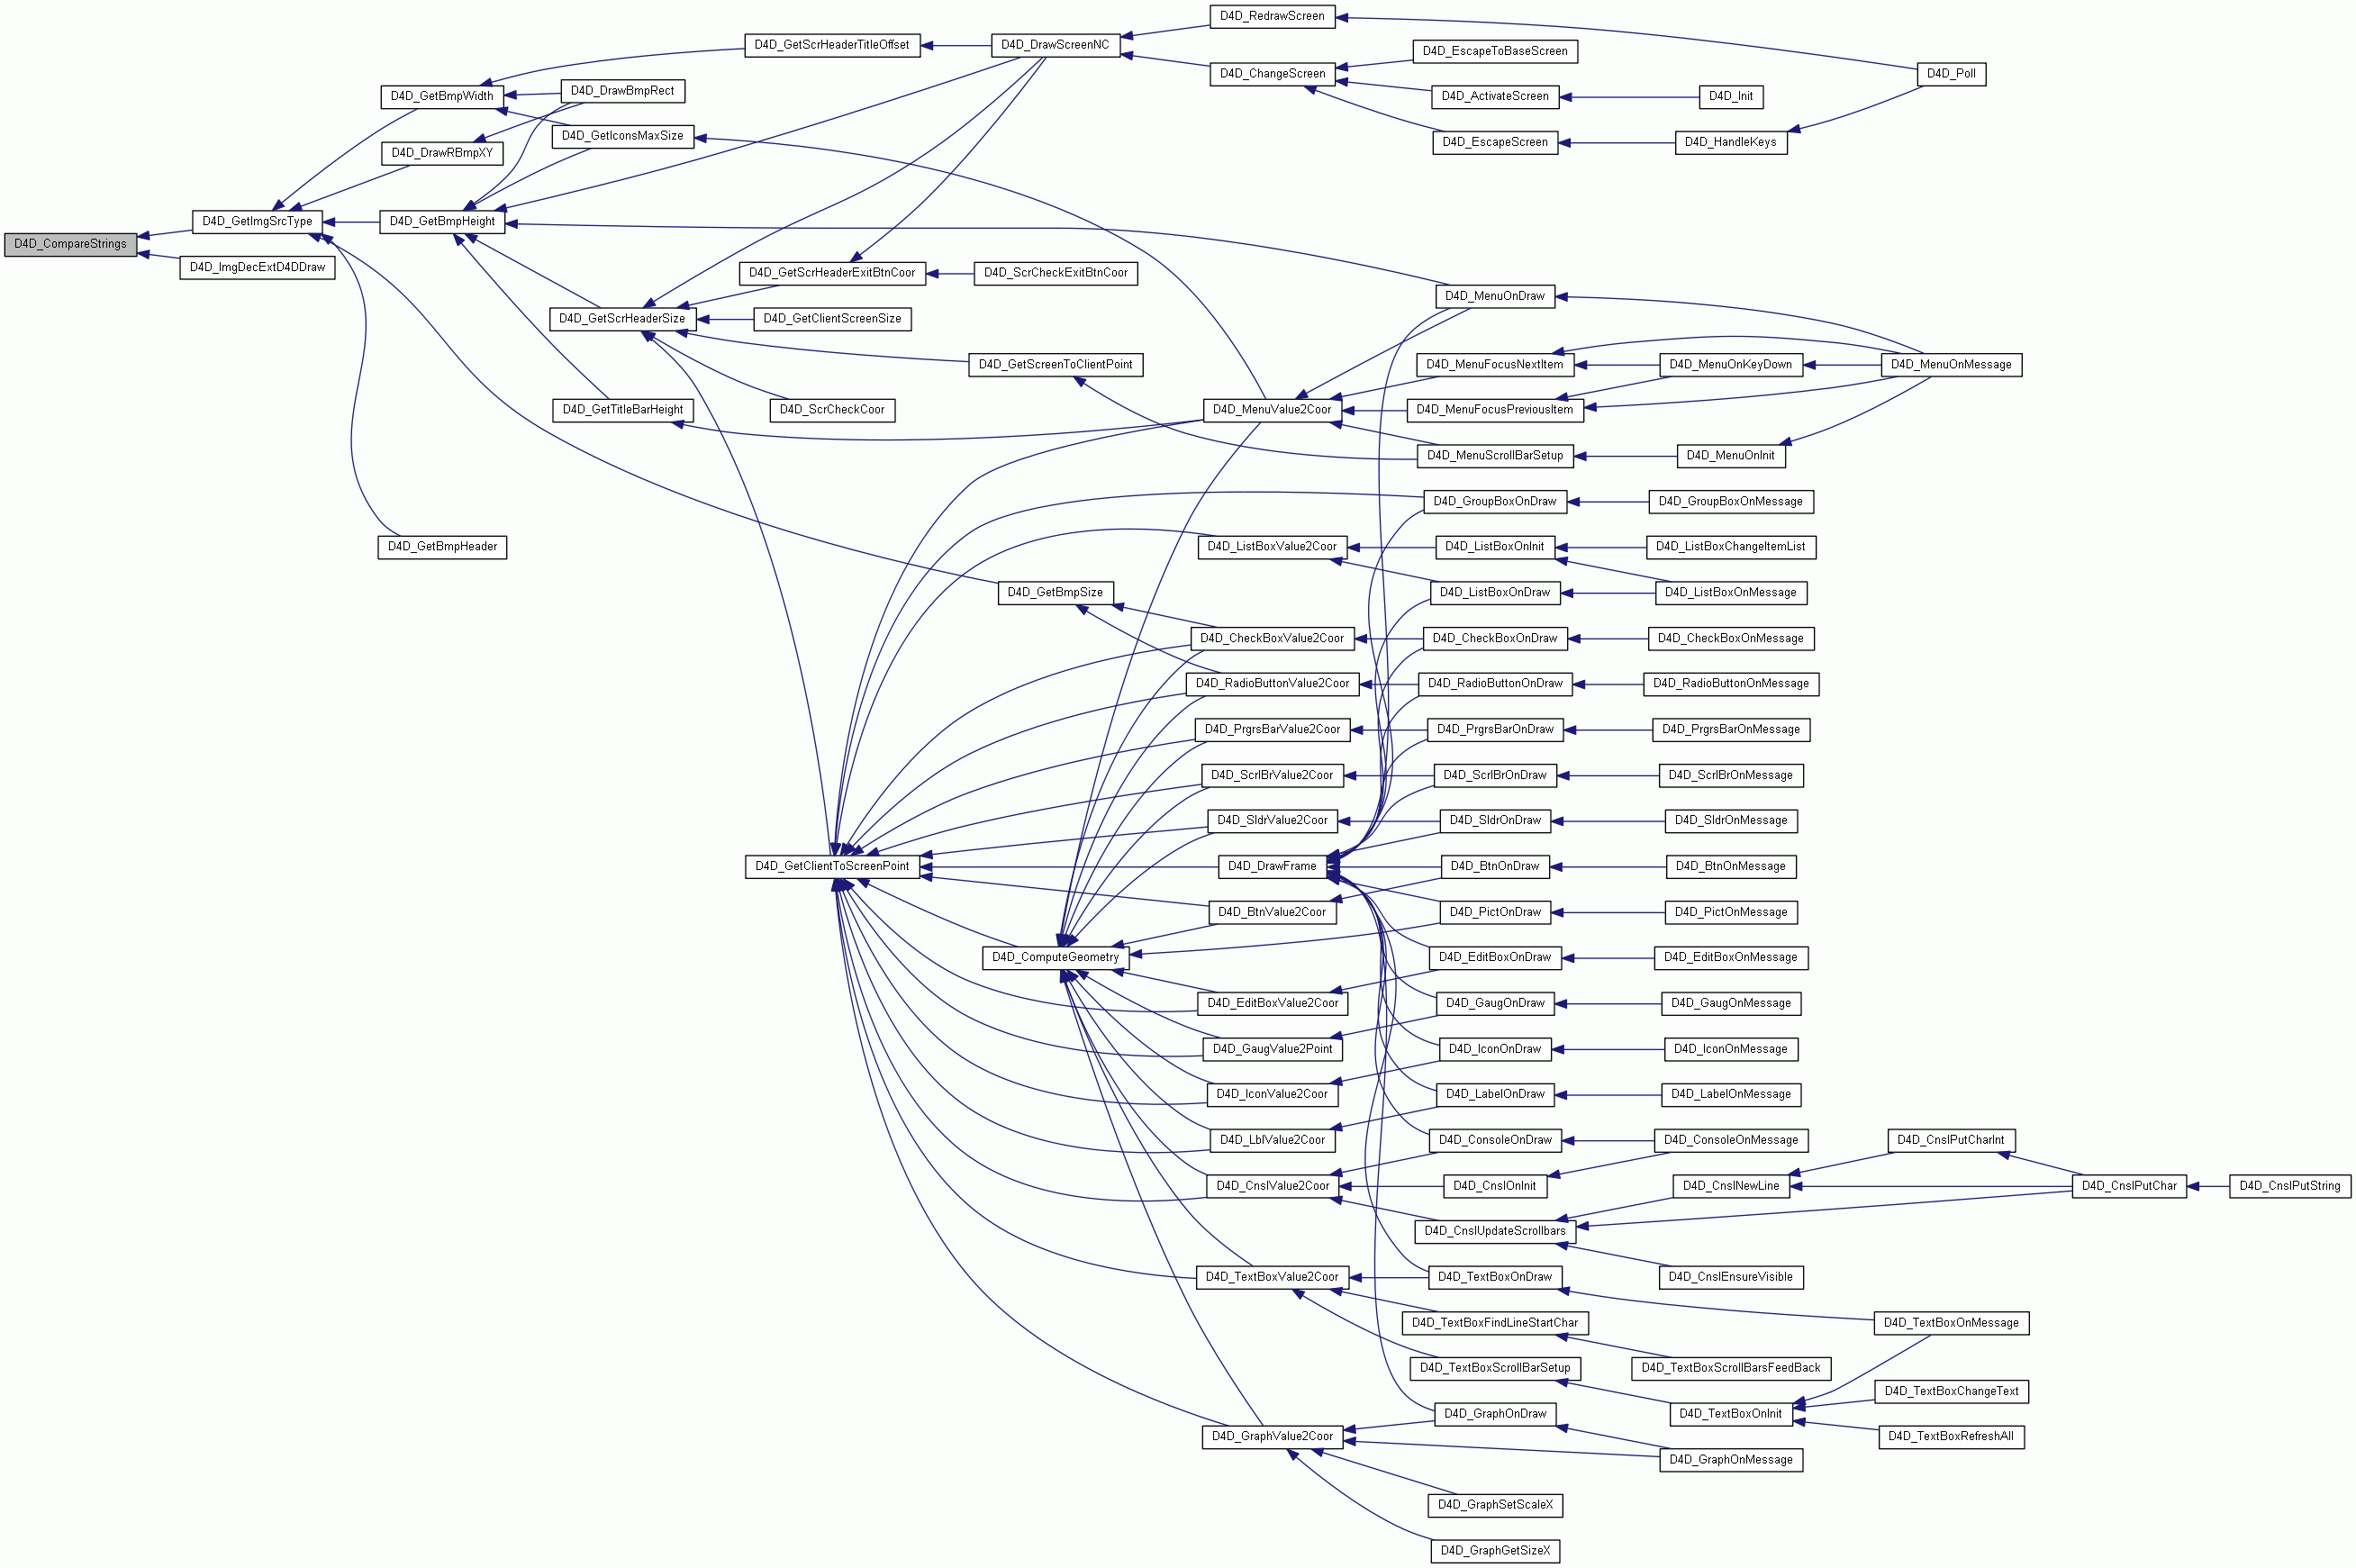 D4D_RedrawScreen
D4D_GetScrHeaderTitleOffset
D4D_DrawScreenNC
D4D_EscapeToBaseScreen
D4D_ChangeScreen
D4D_Poll
D4D_GetBmpWidth
D4D_DrawBmpRect
D4D_ActivateScreen
D4D_Init
D4D_GetIconsMaxSize
D4D_EscapeScreen
D4D_HandleKeys
D4D_DrawRBmpXY
D4D_GetImgSrcType
D4D_GetBmpHeight
D4D_CompareStrings
D4D_ImgDecExtD4DDraw
D4D_GetScrHeaderExitBtnCoor
D4D_ScrCheckExitBtnCoor
D4D_MenuOnDraw
D4D_GetScrHeaderSize
D4D_GetClientScreenSize
D4D_GetScreenToClientPoint
D4D_MenuFocusNextItem
D4D_MenuOnKeyDown
D4D_MenuOnMessage
D4D_GetTitleBarHeight
D4D_ScrCheckCoor
D4D_MenuValue2Coor
D4D_MenuFocusPreviousItem
D4D_MenuScrollBarSetup
D4D_MenuOnInit
D4D_GroupBoxOnDraw
D4D_GroupBoxOnMessage
D4D_GetBmpHeader
D4D_ListBoxValue2Coor
D4D_ListBoxOnInit
D4D_ListBoxChangeItemList
D4D_GetBmpSize
D4D_ListBoxOnDraw
D4D_ListBoxOnMessage
D4D_CheckBoxValue2Coor
D4D_CheckBoxOnDraw
D4D_CheckBoxOnMessage
D4D_RadioButtonValue2Coor
D4D_RadioButtonOnDraw
D4D_RadioButtonOnMessage
D4D_PrgrsBarValue2Coor
D4D_PrgrsBarOnDraw
D4D_PrgrsBarOnMessage
D4D_ScrlBrValue2Coor
D4D_ScrlBrOnDraw
D4D_ScrlBrOnMessage
D4D_SldrValue2Coor
D4D_SldrOnDraw
D4D_SldrOnMessage
D4D_GetClientToScreenPoint
D4D_DrawFrame
D4D_BtnOnDraw
D4D_BtnOnMessage
D4D_BtnValue2Coor
D4D_PictOnDraw
D4D_PictOnMessage
D4D_ComputeGeometry
D4D_EditBoxOnDraw
D4D_EditBoxOnMessage
D4D_EditBoxValue2Coor
D4D_GaugOnDraw
D4D_GaugOnMessage
D4D_GaugValue2Point
D4D_IconOnDraw
D4D_IconOnMessage
D4D_IconValue2Coor
D4D_LabelOnDraw
D4D_LabelOnMessage
D4D_LblValue2Coor
D4D_ConsoleOnDraw
D4D_ConsoleOnMessage
D4D_CnslPutCharInt
D4D_CnslValue2Coor
D4D_CnslOnInit
D4D_CnslNewLine
D4D_CnslPutChar
D4D_CnslPutString
D4D_CnslUpdateScrollbars
D4D_TextBoxValue2Coor
D4D_TextBoxOnDraw
D4D_CnslEnsureVisible
D4D_TextBoxFindLineStartChar
D4D_TextBoxOnMessage
D4D_TextBoxScrollBarSetup
D4D_TextBoxScrollBarsFeedBack
D4D_TextBoxChangeText
D4D_GraphOnDraw
D4D_TextBoxOnInit
D4D_GraphValue2Coor
D4D_TextBoxRefreshAll
D4D_GraphOnMessage
D4D_GraphSetScaleX
D4D_GraphGetSizeX